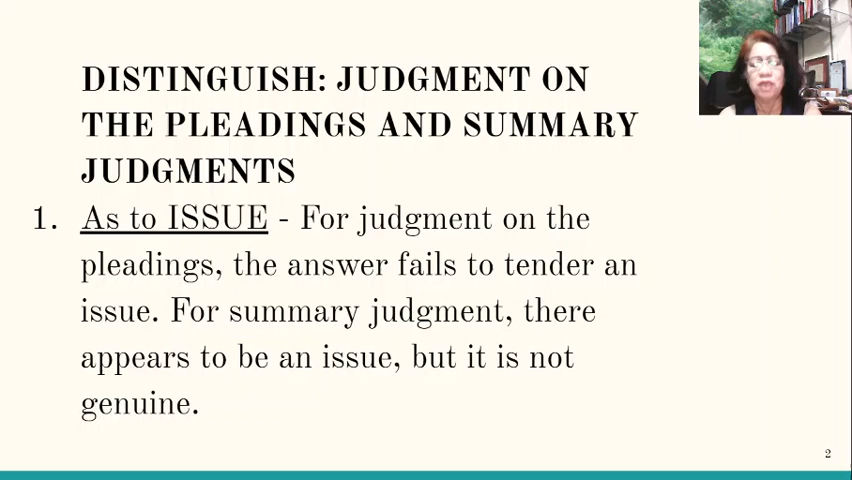 DISTINGUISH: JUDGMENT ON
THE PLEADINGS AND SUMMARY
JUDGMENTS
1. As to ISSUE - For judgment on the
pleadings, the answer fails to tender an
issue. For summary judgment, there
appears to be an issue, but it is not
genuine.
2